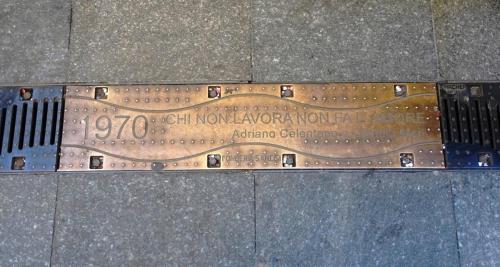 1970
CHI NON LAVORA NON FA L'AMORE
Adriano Celentano